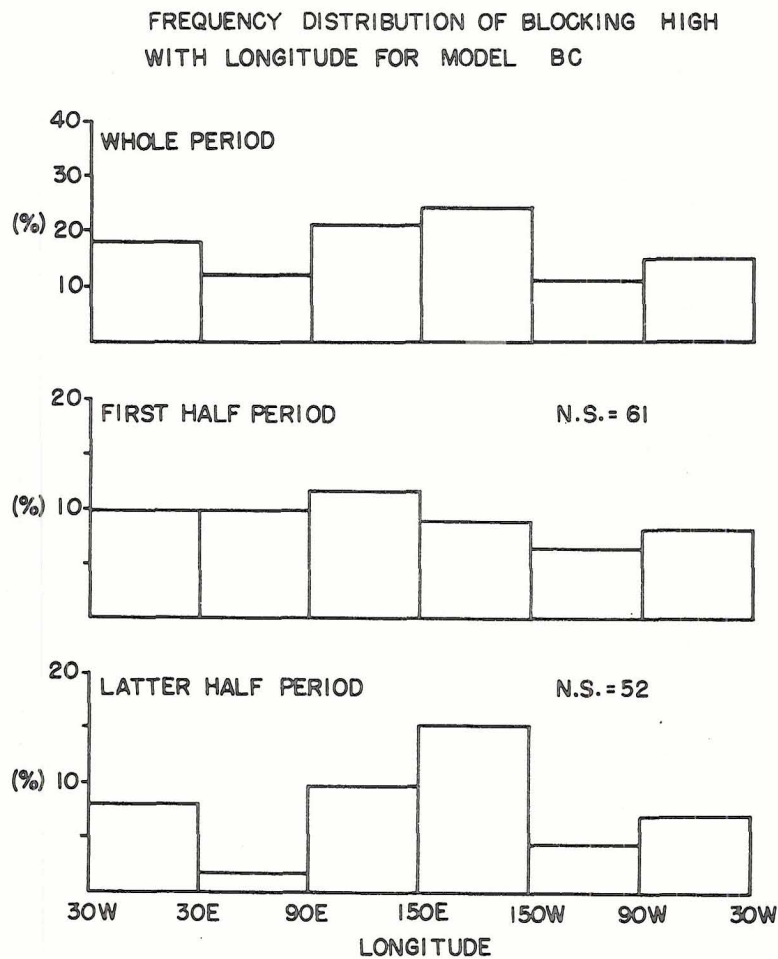 FREQUENCY DISTRIBUTION OF BLOCKING HIGH
WITH LONGITUDE FOR MODEL BC
40
WHOLE PERIOD
30
(%) 20
10
20
FIRST HALF PERIOD N.S.= 61
(%) 10
20
LATTER HALF PERIOD N.S.=52
(%) 10
30W 30E 90E 150E 150W 90W 30W
LONGITUDE